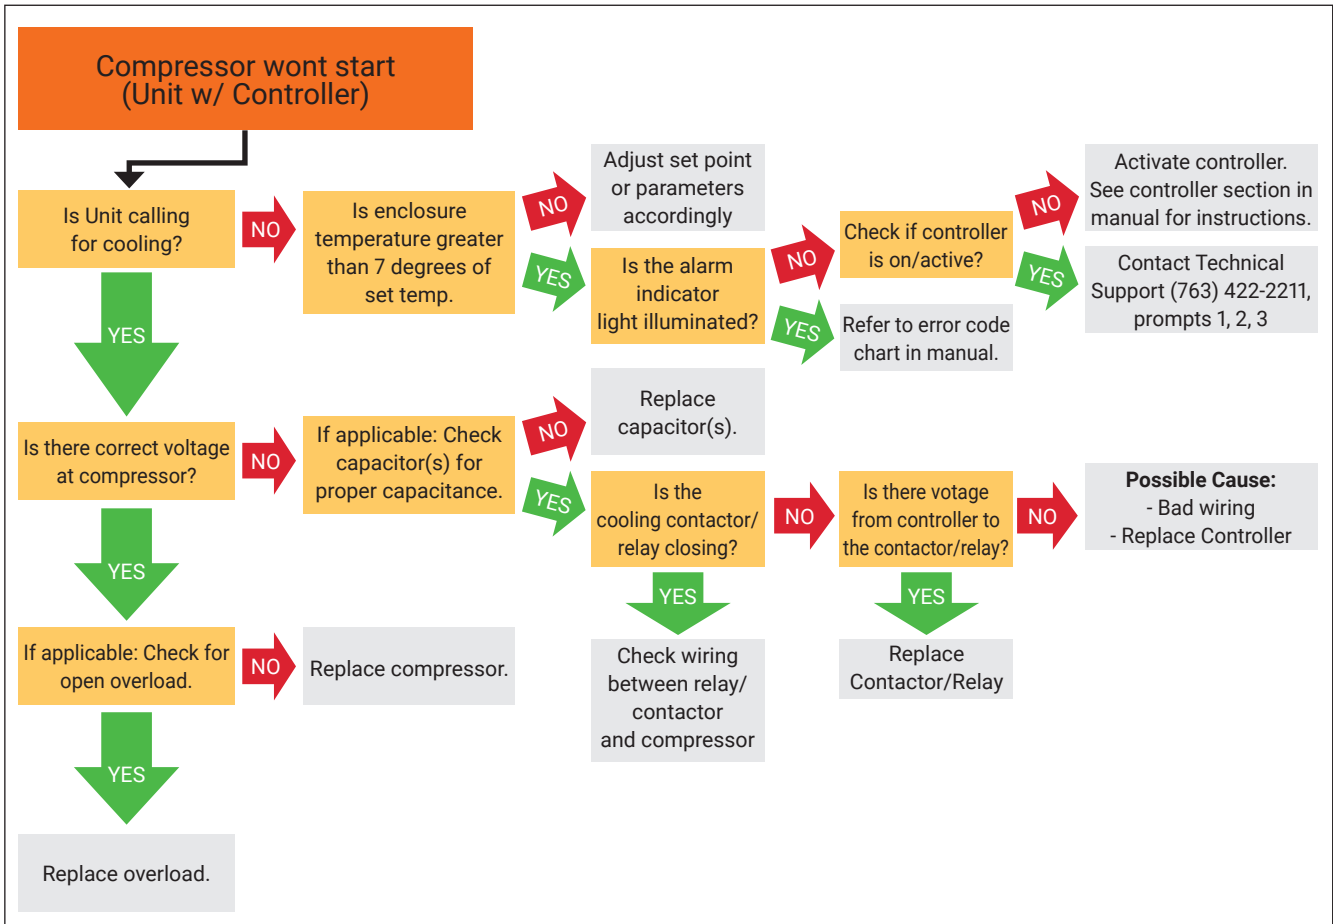 Compressor wont start
(Unit w/ Controller)
Is Unit calling
for cooling?
NO
Is enclosure
temperature greater
than 7 degrees of
set temp.
NO
Adjust set point
or parameters
accordingly
YES
Is the alarm
indicator
light illuminated?
NO
Check if controller
is on/active?
NO
Activate controller.
See controller section in
manual for instructions.
YES
Contact Technical
Support (763) 422-2211,
prompts 1, 2, 3
YES
Refer to error code
chart in manual.
YES
Is there correct voltage
at compressor?
NO
If applicable: Check
capacitor(s) for
proper capacitance.
NO
Replace
capacitor(s).
YES
Is the
cooling contactor/
relay closing?
NO
Is there votage
from controller to
the contactor/relay?
NO
Possible Cause:
- Bad wiring
- Replace Controller
YES
Check wiring
between relay/
contactor
and compressor
YES
Replace
Contactor/Relay
YES
If applicable: Check for
open overload.
NO
Replace compressor.
YES
Replace overload.